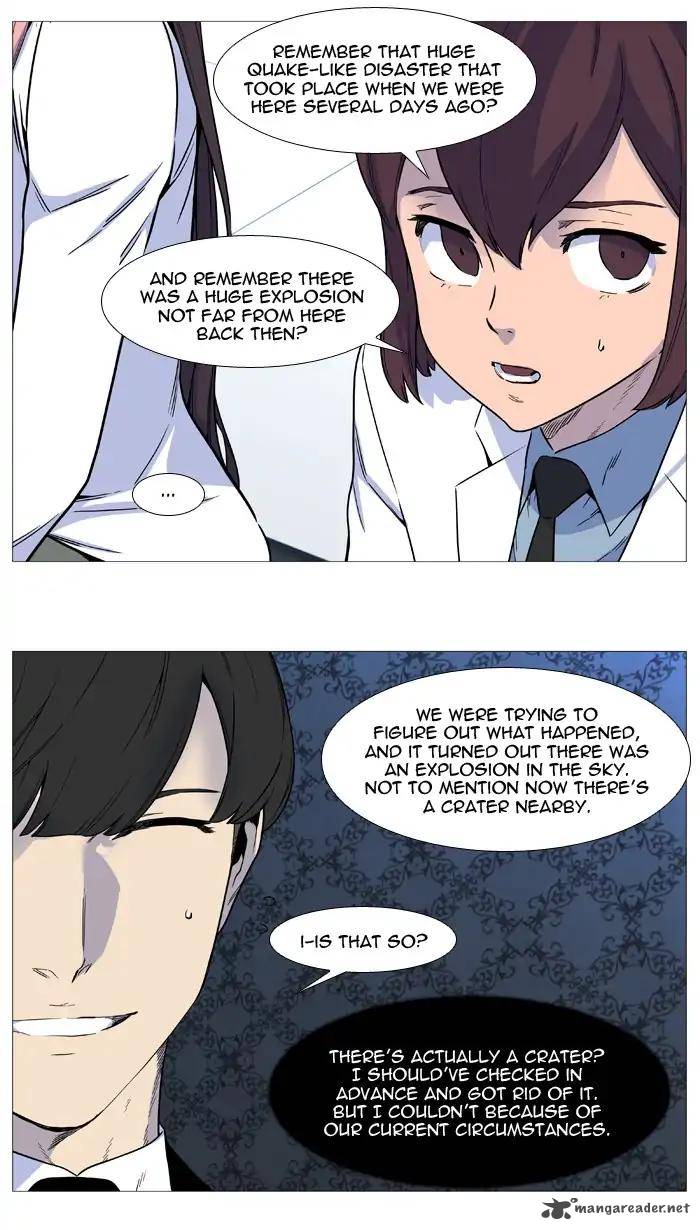 REMEMBER THAT HUGE
QUAKE-LIKE DISASTER THAT
TOOK PLACE WHEN WE WERE
HERE SEVERAL DAYS AGO?
AND REMEMBER THERE
WAS A HUGE EXPLOSION
NOT FAR FROM HERE
BACK THEN?
...
WE WERE TRYING TO
FIGURE OUT WHAT HAPPENED,
AND IT TURNED OUT THERE WAS
AN EXPLOSION IN THE SKY.
NOT TO MENTION NOW THERE'S
A CRATER NEARBY.
I-IS THAT SO?
THERE'S ACTUALLY A CRATER?
I SHOULD'VE CHECKED IN
ADVANCE AND GOT RID OF IT.
BUT I COULDN'T BECAUSE OF
OUR CURRENT CIRCUMSTANCES.
mangareader.net